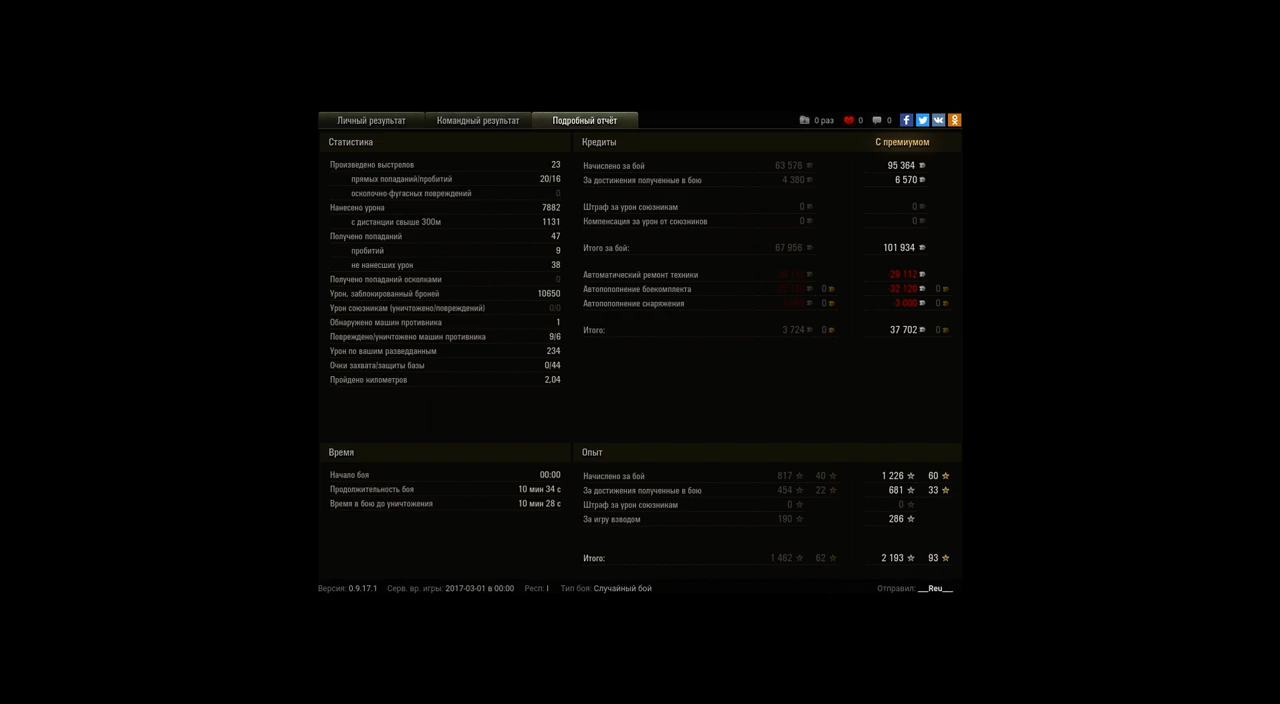 Личный результат Командный результат Подробный отчёт 0 раз 0 0
Статистика
Произведено выстрелов 23
прямых попаданий/пробитий 20/16
осколочно-фугасных повреждений 0
Нанесено урона 7882
с дистанции свыше 300м 1131
Получено попаданий 47
пробитий 9
не нанесших урон 38
Получено попаданий осколками 0
Урон, заблокированный броней 10650
Урон союзникам (уничтожено/повреждений) 0/0
Обнаружено машин противника 1
Повреждено/уничтожено машин противника 9/6
Урон по вашим разведданным 234
Очки захвата/защиты базы 0/44
Пройдено километров 2,04
Кредиты С премиумом
Начислено за бой 63 576 95 364
За достижения полученные в бою 4 380 6 570
Штраф за урон союзникам 0 0
Компенсация за урон от союзников 0 0
Итого за бой: 67 956 101 934
Автоматический ремонт техники -29 112
Автопополнение боекомплекта 0 -32 120 0
Автопополнение снаряжения 0 -3 000 0
Итого: 3 724 0 37 702 0
Время
Начало боя 00:00
Продолжительность боя 10 мин 34 с
Время в бою до уничтожения 10 мин 28 с
Опыт
Начислено за бой 817 40 1 226 60
За достижения полученные в бою 454 22 681 33
Штраф за урон союзникам 0 0
За игру взводом 190 286
Итого: 1 462 62 2 193 93
Версия: 0.9.17.1 Серв. вр. игры: 2017-03-01 в 00:00 Респ: I Тип боя: Случайный бой Отправил: ___Reu___